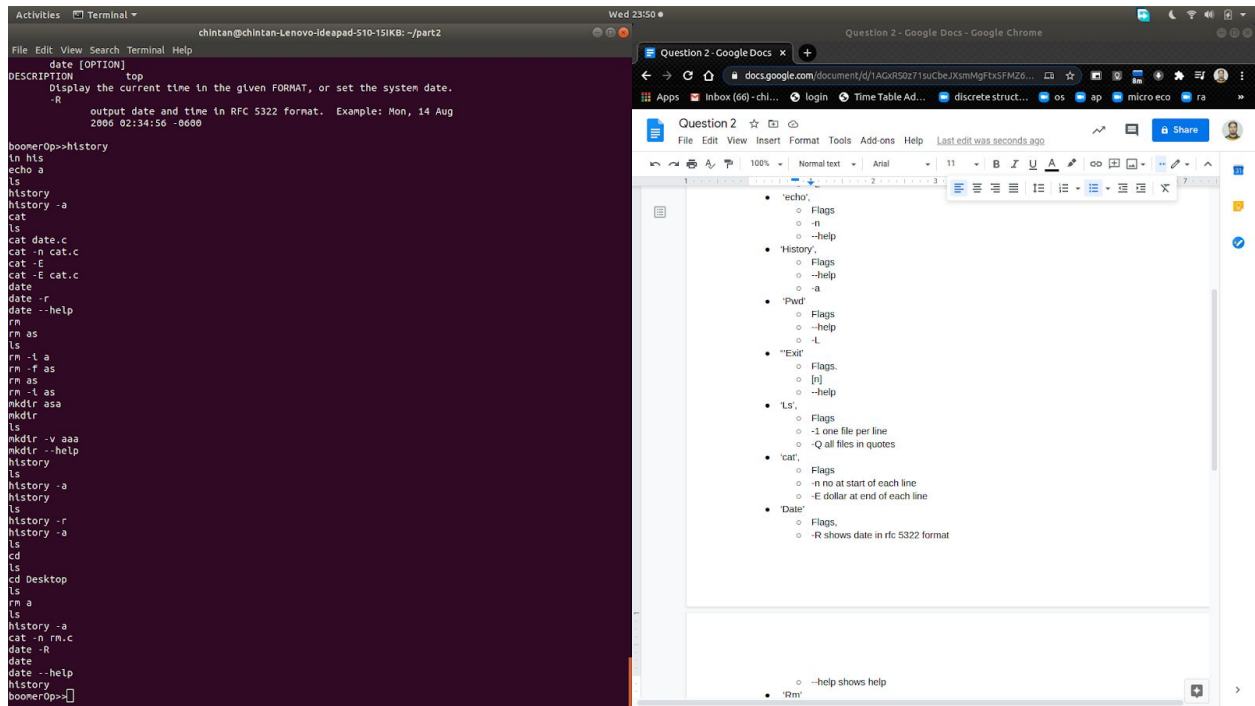 Activities Terminal Wed 23:50
chintan@chintan-Lenovo-ideapad-510-15IKB: ~/part2
File Edit View Search Terminal Help
date [OPTION]
DESCRIPTION top
Display the current time in the given FORMAT, or set the system date.
-R
output date and time in RFC 5322 format. Example: Mon, 14 Aug
2006 02:34:56 -0600
boomerOp>>history
in his
echo a
ls
history
history -a
cat
ls
cat date.c
cat -n cat.c
cat -E
cat -E cat.c
date
date -r
date --help
rm
rm as
ls
rm -i a
rm -f as
rm as
rm -i as
mkdir asa
mkdir
ls
mkdir -v aaa
mkdir --help
history
ls
history -a
history
ls
history -r
history -a
ls
cd
ls
cd Desktop
ls
rm a
ls
history -a
cat -n rm.c
date -R
date
date --help
history
boomerOp>>
Question 2 - Google Docs - Google Chrome
Question 2 - Google Docs
Apps Inbox (66) - chi... login Time Table Ad... discrete struct... os ap micro eco ra
Question 2
Share
File Edit View Insert Format Tools Add-ons Help Last edit was seconds ago
100% Normal text Arial 11
'echo',
Flags
-n
--help
'History',
Flags
--help
-a
'Pwd'
Flags
--help
-L
''Exit'
Flags.
[n]
--help
'Ls',
Flags
-1 one file per line
-Q all files in quotes
'cat',
Flags
-n no at start of each line
-E dollar at end of each line
'Date'
Flags,
-R shows date in rfc 5322 format
--help shows help
'Rm'